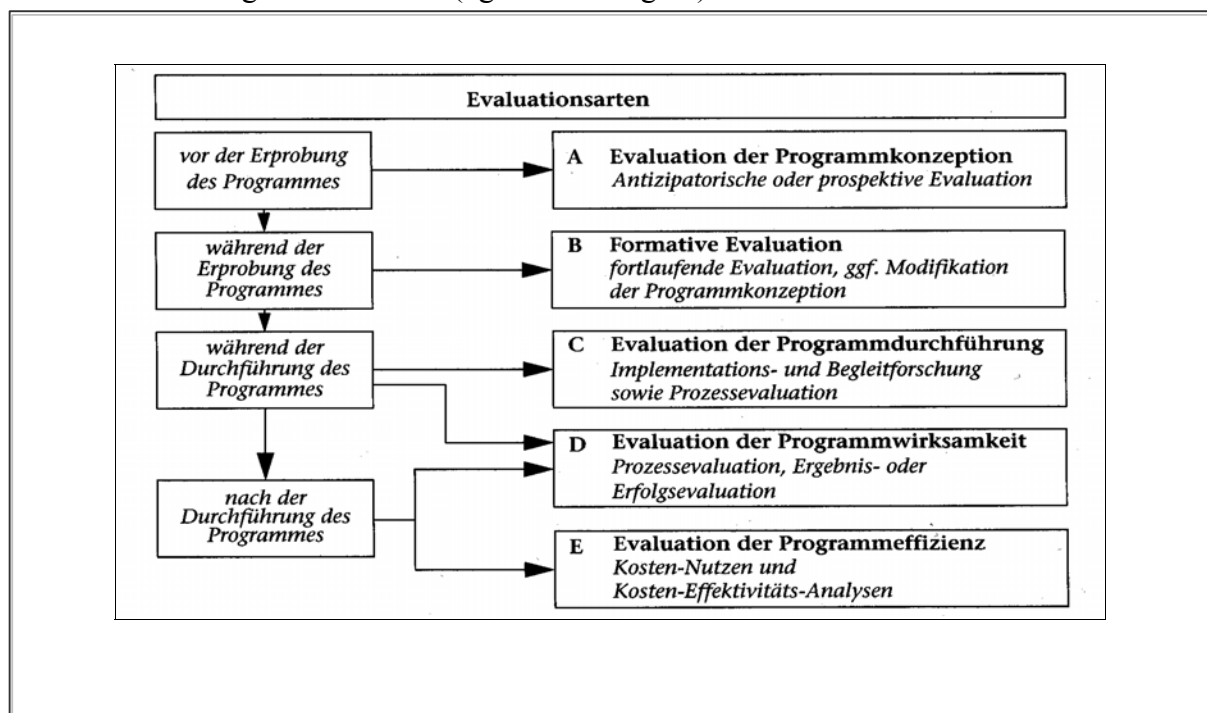 Evaluationsarten
vor der Erprobung
des Programmes
A Evaluation der Programmkonzeption
Antizipatorische oder prospektive Evaluation
während der
Erprobung des
Programmes
B Formative Evaluation
fortlaufende Evaluation, ggf. Modifikation
der Programmkonzeption
während der
Durchführung des
Programmes
C Evaluation der Programmdurchführung
Implementations- und Begleitforschung
sowie Prozessevaluation
D Evaluation der Programmwirksamkeit
Prozessevaluation, Ergebnis- oder
Erfolgsevaluation
nach der
Durchführung des
Programmes
E Evaluation der Programmeffizienz
Kosten-Nutzen und
Kosten-Effektivitäts-Analysen